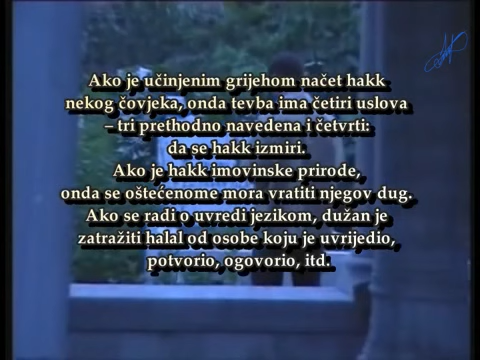 Ako je učinjenim grijehom načet hakk
nekog čovjeka, onda tevba ima četiri uslova
– tri prethodno navedena i četvrti:
da se hakk izmiri.
Ako je hakk imovinske prirode,
onda se oštećenome mora vratiti njegov dug.
Ako se radi o uvredi jezikom, dužan je
zatražiti halal od osobe koju je uvrijedio,
potvorio, ogovorio, itd.